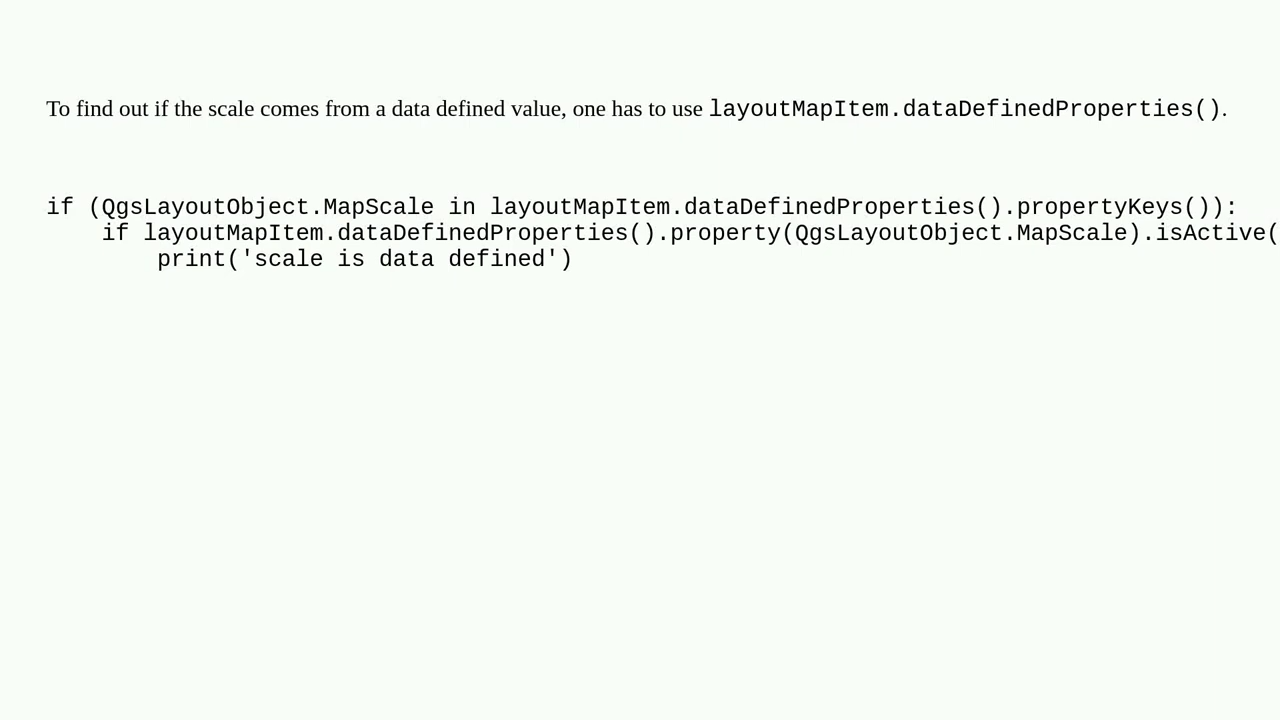 To find out if the scale comes from a data defined value, one has to use layoutMapItem.dataDefinedProperties().
if (QgsLayoutObject.MapScale in layoutMapItem.dataDefinedProperties().propertyKeys()):
    if layoutMapItem.dataDefinedProperties().property(QgsLayoutObject.MapScale).isActive(
        print('scale is data defined')